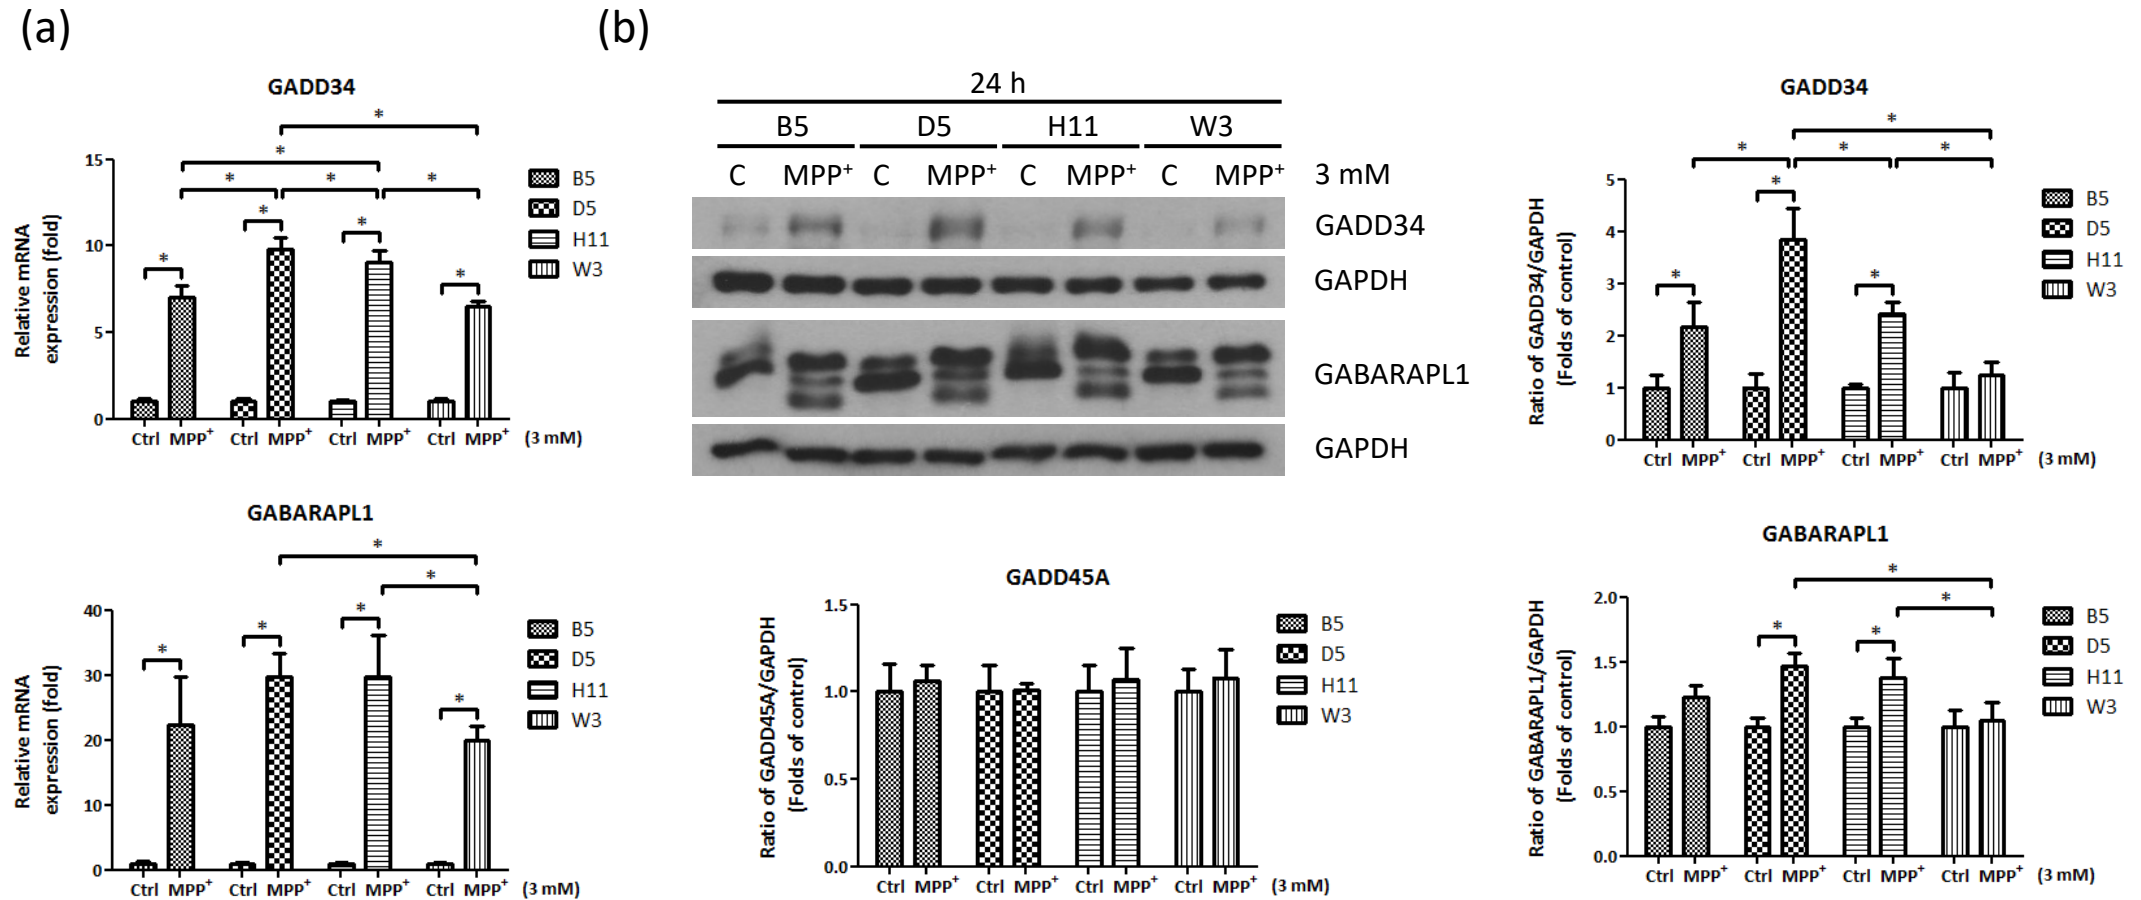 (a)
GADD34
*
*
* * *
* * * *
15
10
5
0
Relative mRNA
expression (fold)
B5
D5
H11
W3
Ctrl MPP+ Ctrl MPP+ Ctrl MPP+ Ctrl MPP+ (3 mM)
GABARAPL1
*
*
* * * *
40
30
20
10
0
Relative mRNA
expression (fold)
B5
D5
H11
W3
Ctrl MPP+ Ctrl MPP+ Ctrl MPP+ Ctrl MPP+ (3 mM)
(b)
24 h
B5 D5 H11 W3
C MPP+ C MPP+ C MPP+ C MPP+ 3 mM
GADD34
GAPDH
GABARAPL1
GAPDH
GADD45A
1.5
1.0
0.5
0.0
Ratio of GADD45A/GAPDH
(Folds of control)
B5
D5
H11
W3
Ctrl MPP+ Ctrl MPP+ Ctrl MPP+ Ctrl MPP+ (3 mM)
GADD34
*
* * *
* * *
5
4
3
2
1
0
Ratio of GADD34/GAPDH
(Folds of control)
B5
D5
H11
W3
Ctrl MPP+ Ctrl MPP+ Ctrl MPP+ Ctrl MPP+ (3 mM)
GABARAPL1
*
*
* *
2.0
1.5
1.0
0.5
0.0
Ratio of GABARAPL1/GAPDH
(Folds of control)
B5
D5
H11
W3
Ctrl MPP+ Ctrl MPP+ Ctrl MPP+ Ctrl MPP+ (3 mM)